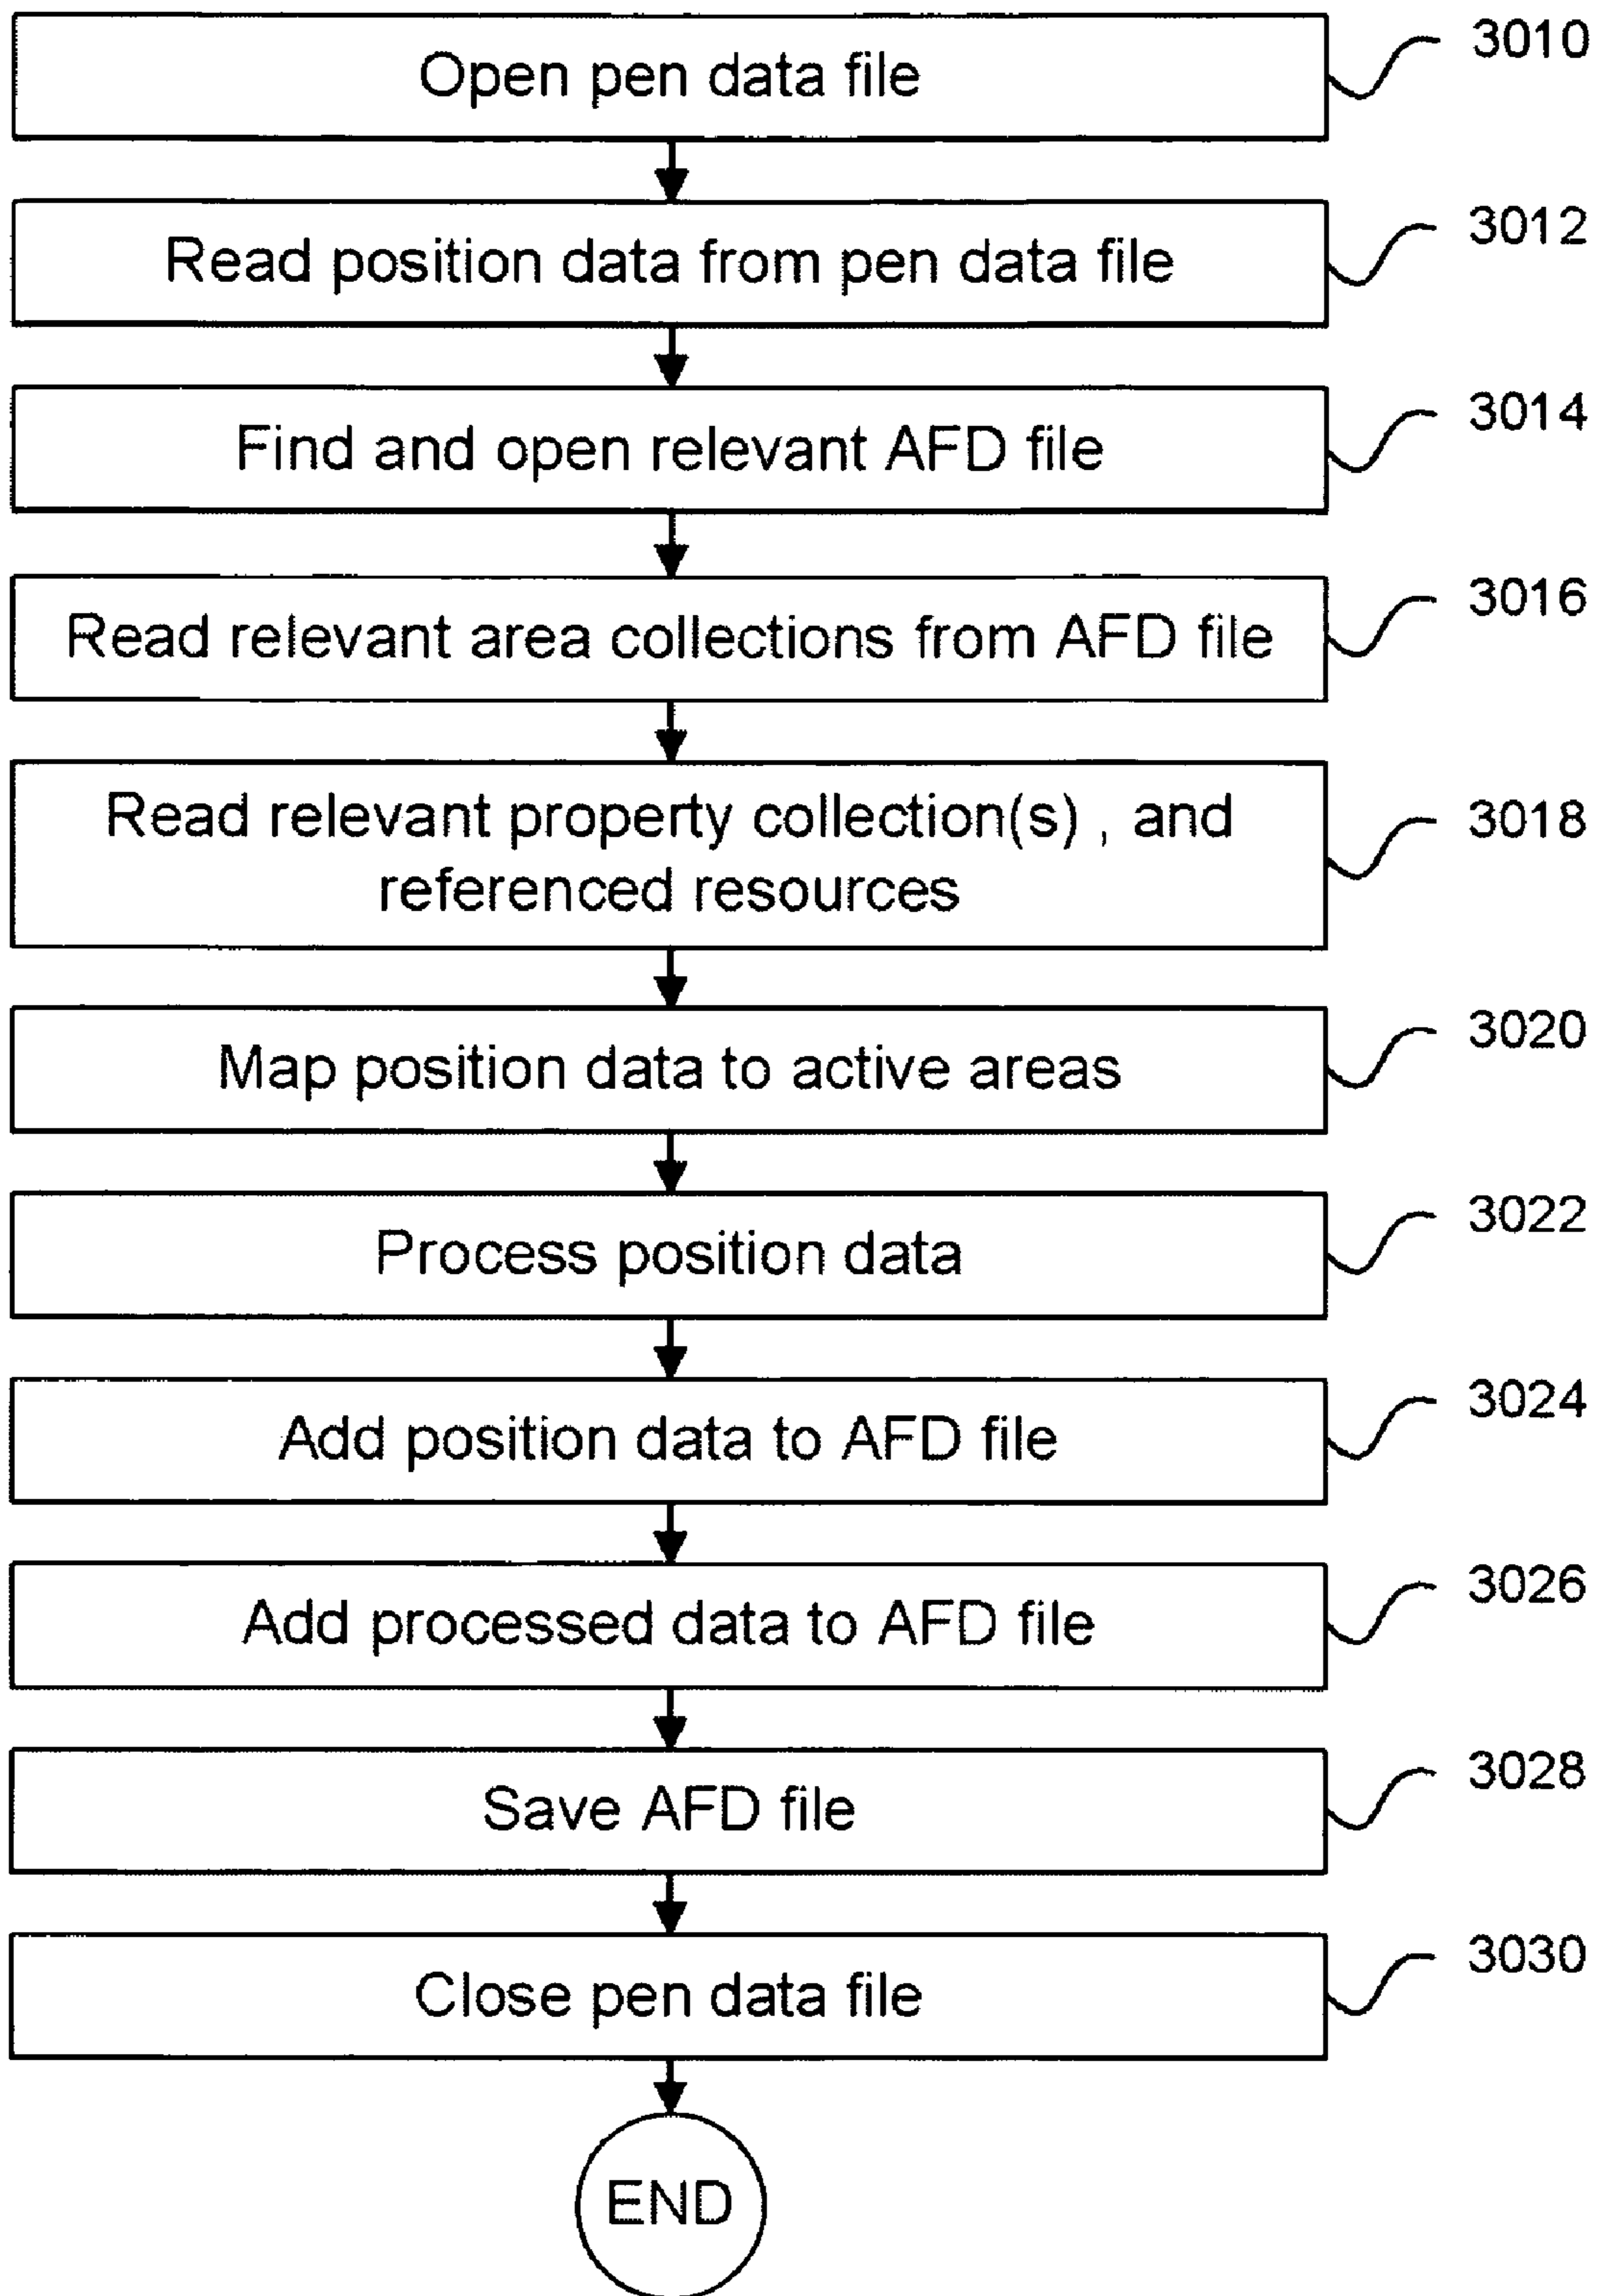 Open pen data file
3010
Read position data from pen data file
3012
Find and open relevant AFD file
3014
Read relevant area collections from AFD file
3016
Read relevant property collection(s) , and
referenced resources
3018
Map position data to active areas
3020
Process position data
3022
Add position data to AFD file
3024
Add processed data to AFD file
3026
Save AFD file
3028
Close pen data file
3030
END